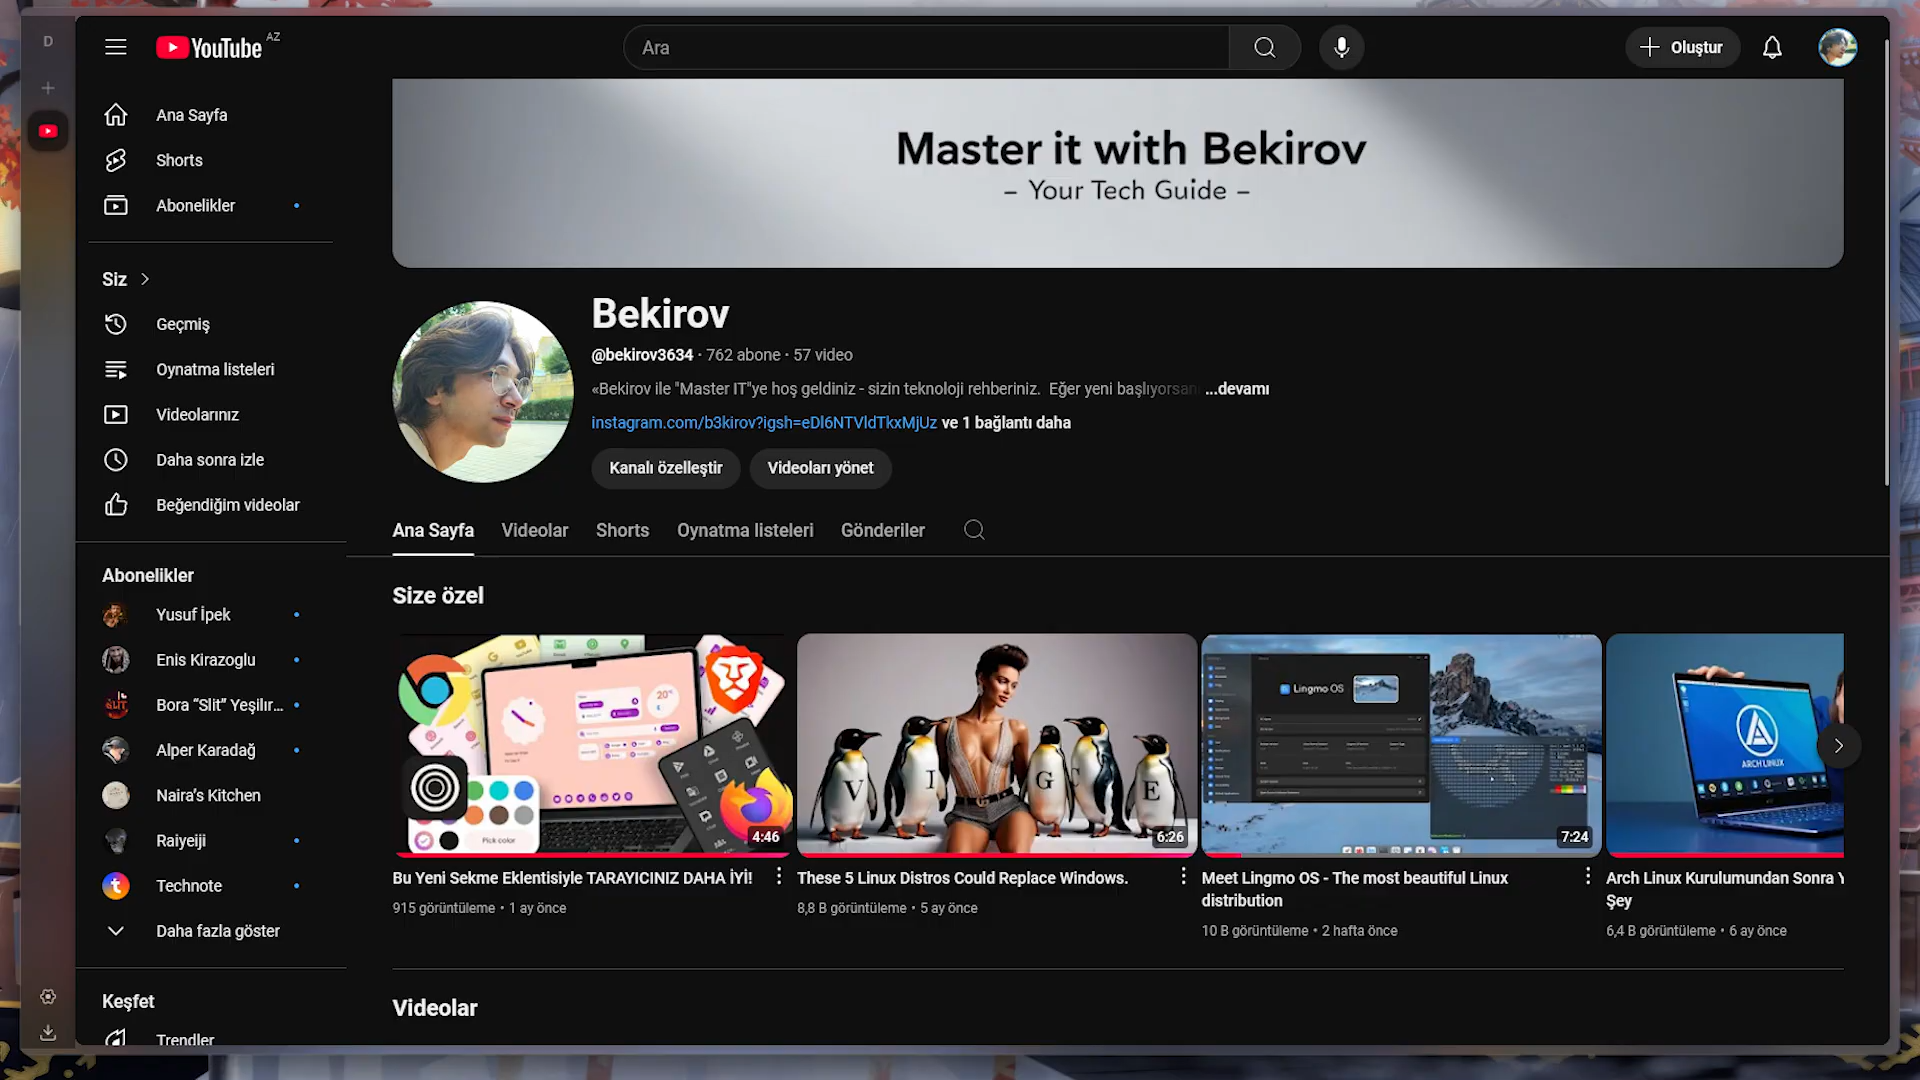 D
YouTube AZ
Ara
Oluştur
Ana Sayfa
Shorts
Abonelikler
Siz
Geçmiş
Oynatma listeleri
Videolarınız
Daha sonra izle
Beğendiğim videolar
Abonelikler
Yusuf İpek
Enis Kirazoglu
Bora “Slit” Yeşilır...
Alper Karadağ
Naira’s Kitchen
Raiyeiji
Technote
Daha fazla göster
Keşfet
Trendler
Master it with Bekirov
– Your Tech Guide –
Bekirov
@bekirov3634 · 762 abone · 57 video
«Bekirov ile "Master IT"ye hoş geldiniz - sizin teknoloji rehberiniz. Eğer yeni başlıyorsan ...devamı
instagram.com/b3kirov?igsh=eDl6NTVldTkxMjUz ve 1 bağlantı daha
Kanalı özelleştir
Videoları yönet
Ana Sayfa
Videolar
Shorts
Oynatma listeleri
Gönderiler
Size özel
20°
Pick color
4:46
Bu Yeni Sekme Eklentisiyle TARAYICINIZ DAHA İYİ!
915 görüntüleme • 1 ay önce
V I G C E
6:26
These 5 Linux Distros Could Replace Windows.
8,8 B görüntüleme • 5 ay önce
Lingmo OS
7:24
Meet Lingmo OS - The most beautiful Linux
distribution
10 B görüntüleme • 2 hafta önce
ARCH LINUX
Arch Linux Kurulumundan Sonra Y
Şey
6,4 B görüntüleme • 6 ay önce
Videolar